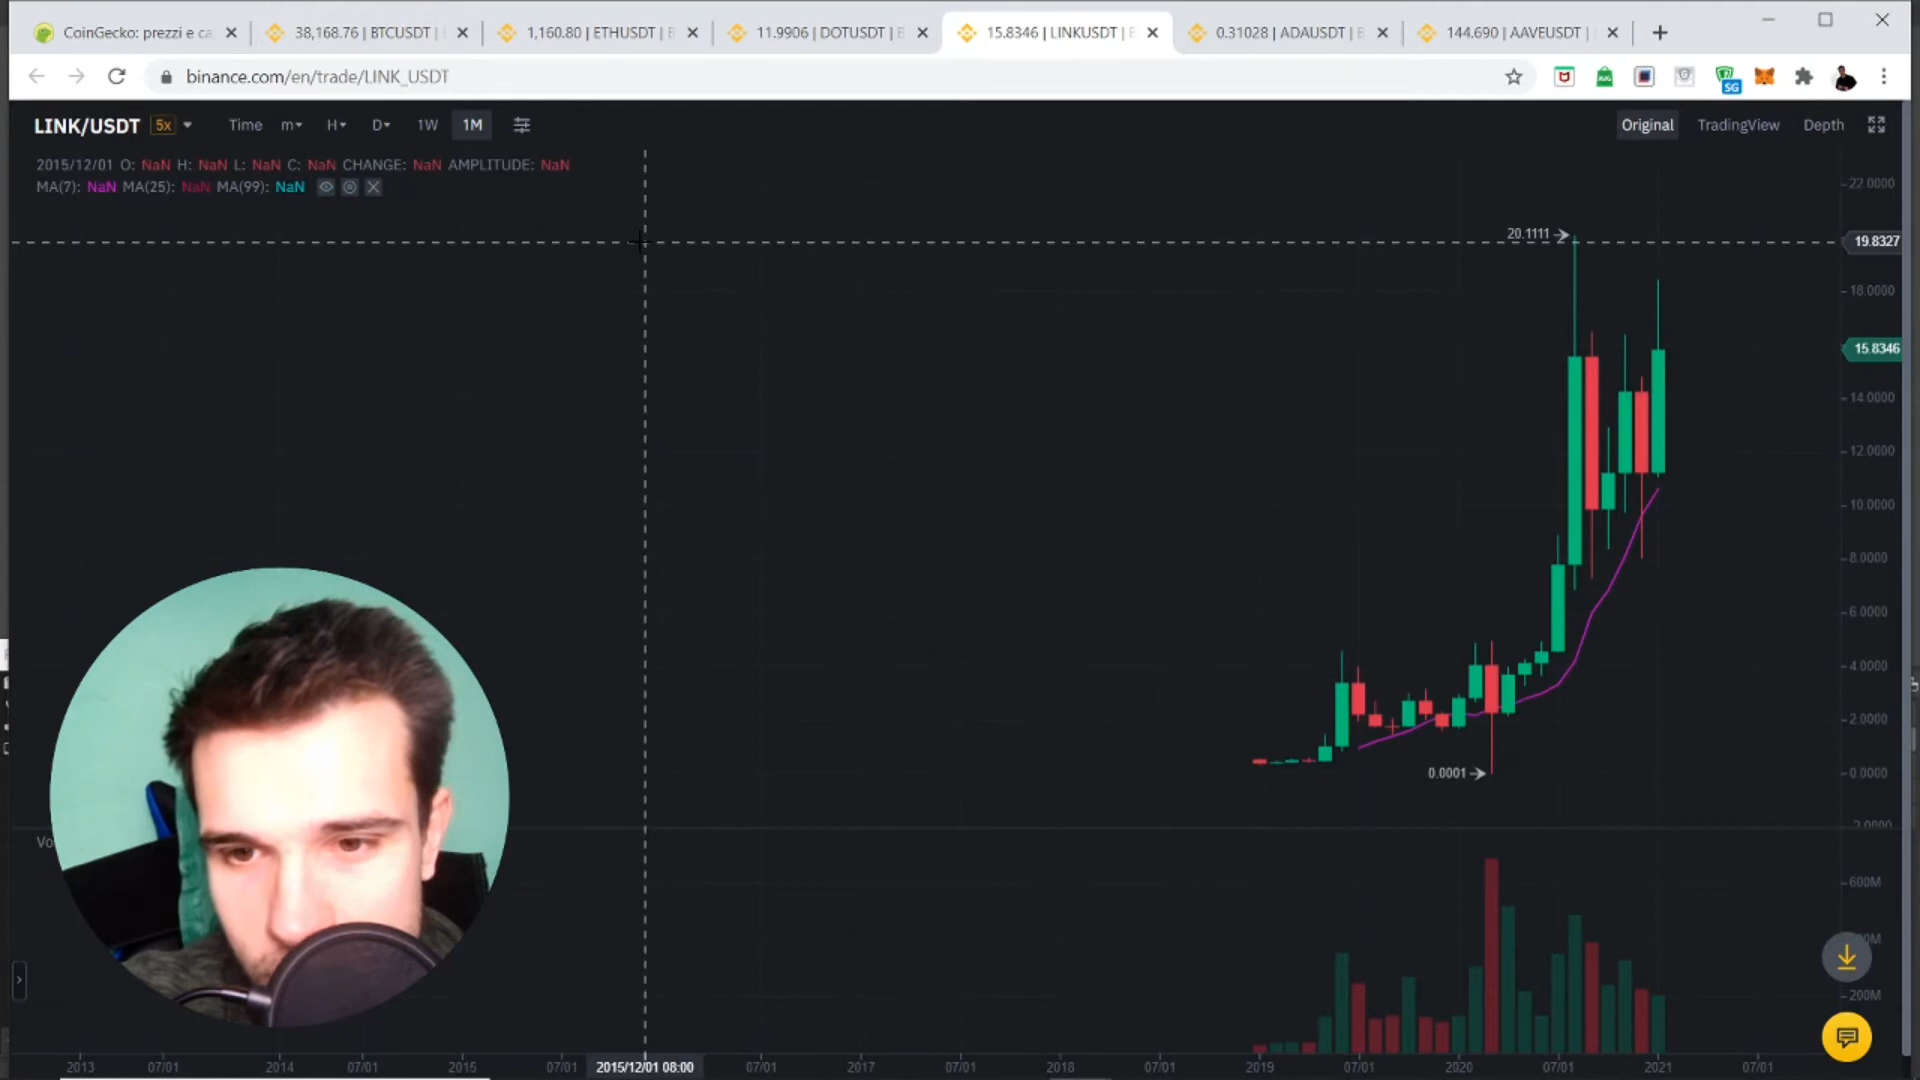 CoinGecko: prezzi e ca
38,168.76 | BTCUSDT |
1,160.80 | ETHUSDT | B
11.9906 | DOTUSDT | B
15.8346 | LINKUSDT | B
0.31028 | ADAUSDT | B
144.690 | AAVEUSDT |
binance.com/en/trade/LINK_USDT
SG
LINK/USDT 5x Time m H D 1W 1M
Original TradingView Depth
2015/12/01 O: NaN H: NaN L: NaN C: NaN CHANGE: NaN AMPLITUDE: NaN
MA(7): NaN MA(25): NaN MA(99): NaN
22.0000
20.1111
19.8327
18.0000
15.8346
14.0000
12.0000
10.0000
8.0000
6.0000
4.0000
2.0000
0.0001
0.0000
-2.0000
Vo
600M
200M
2013 07/01 2014 07/01 2015 07/01 2015/12/01 08:00 07/01 2017 07/01 2018 07/01 2019 07/01 2020 07/01 2021 07/01